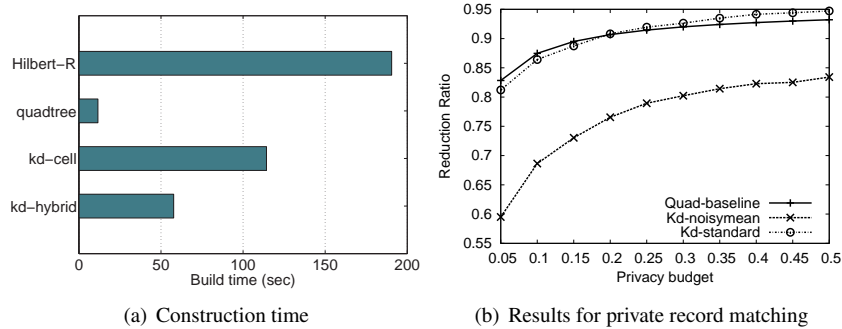 Hilbert-R
quadtree
kd-cell
kd-hybrid
0 50 100 150 200
Build time (sec)
(a) Construction time
0.95
0.9
0.85
0.8
0.75
0.7
0.65
0.6
0.55
Reduction Ratio
Quad-baseline
Kd-noisymean
Kd-standard
0.05 0.1 0.15 0.2 0.25 0.3 0.35 0.4 0.45 0.5
Privacy budget
(b) Results for private record matching